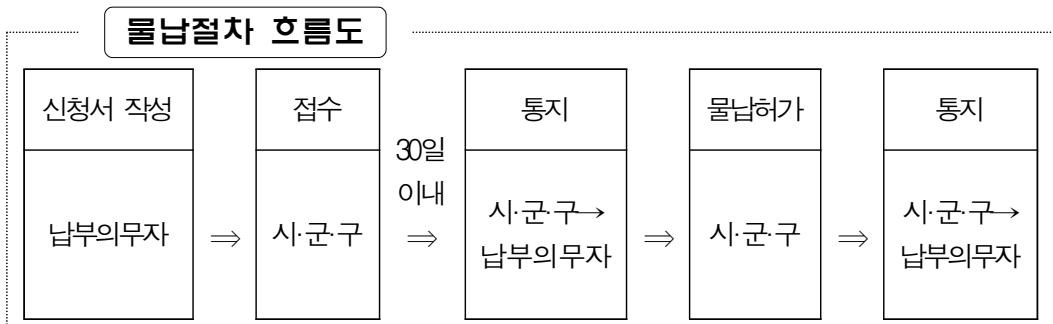 물납절차 흐름도
신청서 작성
납부의무자
⇒
접수
시·군·구
30일
이내
⇒
통지
시·군·구→
납부의무자
⇒
물납허가
시·군·구
⇒
통지
시·군·구→
납부의무자